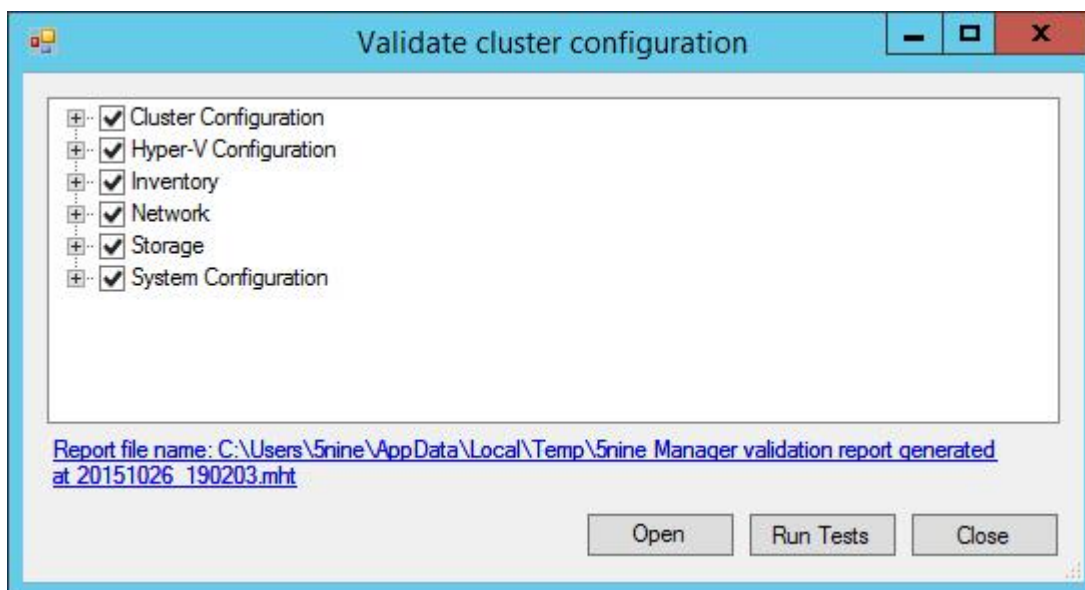 Validate cluster configuration
Cluster Configuration
Hyper-V Configuration
Inventory
Network
Storage
System Configuration
Report file name: C:\Users\5nine\AppData\Local\Temp\5nine Manager validation report generated
at 20151026_190203.mht
Open
Run Tests
Close